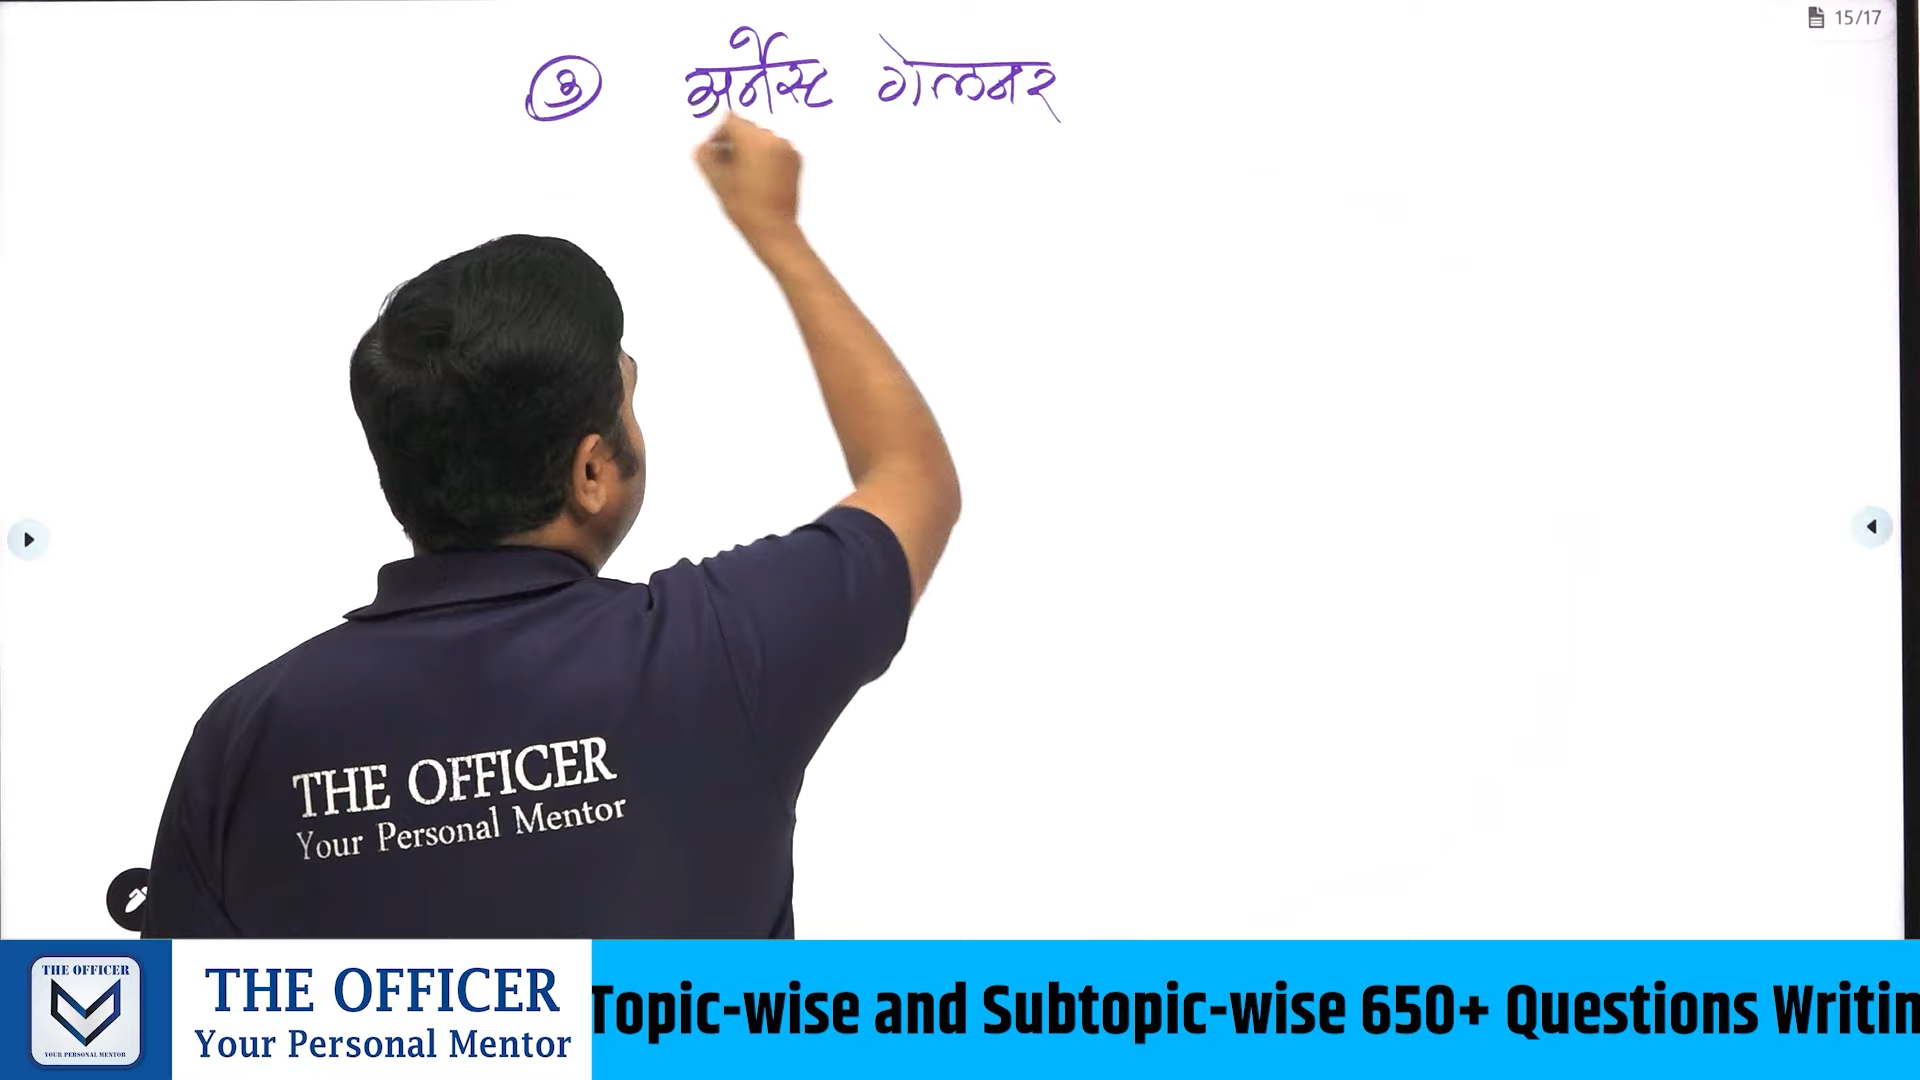 15/17
③ अर्नेस्ट गेलनर
THE OFFICER
Your Personal Mentor
THE OFFICER
YOUR PERSONAL MENTOR
THE OFFICER
Your Personal Mentor
Topic-wise and Subtopic-wise 650+ Questions Writin